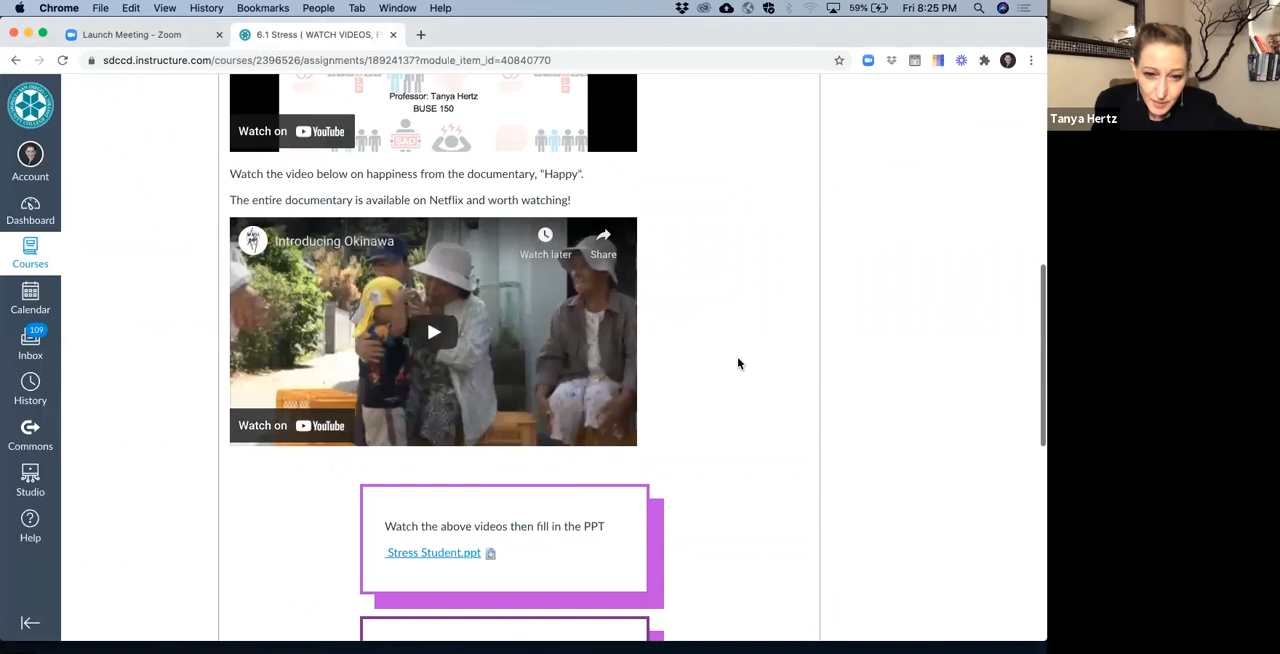 Chrome File Edit View History Bookmarks People Tab Window Help 59% Fri 8:25 PM
Launch Meeting - Zoom
6.1 Stress ( WATCH VIDEOS, F
sdccd.instructure.com/courses/2396526/assignments/18924137?module_item_id=40840770
Tanya Hertz
Account
Dashboard
Courses
Calendar
109
Inbox
History
Commons
Studio
Help
Professor: Tanya Hertz
BUSE 150
SAD
Watch on YouTube
Watch the video below on happiness from the documentary, "Happy".
The entire documentary is available on Netflix and worth watching!
Introducing Okinawa
Watch later
Share
Watch on YouTube
Watch the above videos then fill in the PPT
Stress Student.ppt